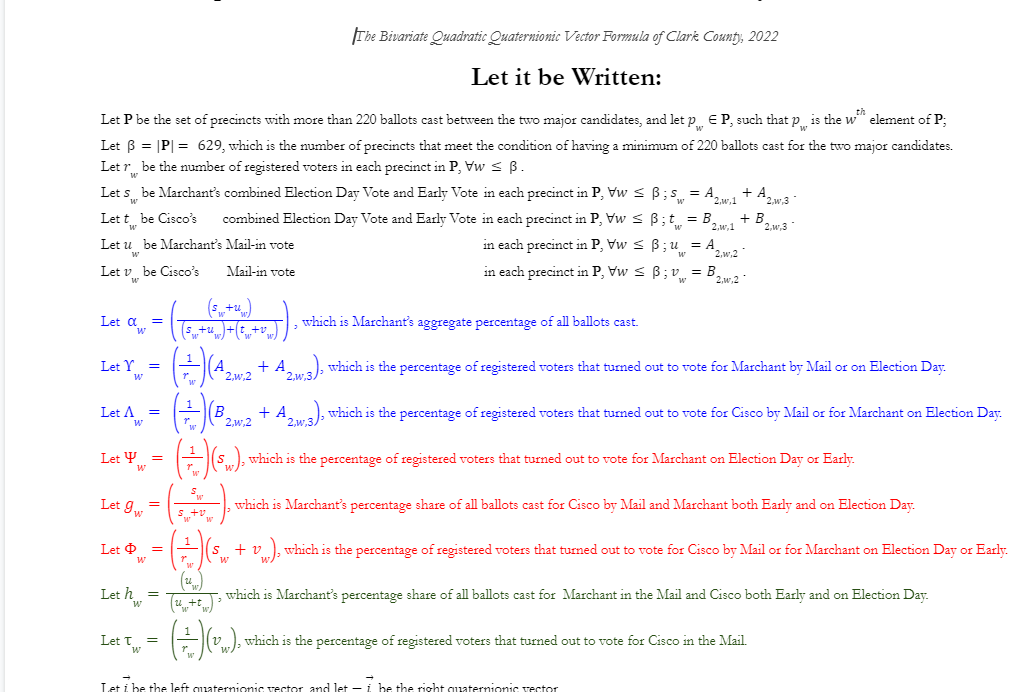 The Bivariate Quadratic Quaternionic Vector Formula of Clark County, 2022
Let it be Written:
Let P be the set of precincts with more than 220 ballots cast between the two major candidates, and let p_w ∈ P, such that p_w is the w^th element of P;
Let β = |P| = 629, which is the number of precincts that meet the condition of having a minimum of 220 ballots cast for the two major candidates.
Let r_w be the number of registered voters in each precinct in P, ∀w ≤ β.
Let s_w be Marchant's combined Election Day Vote and Early Vote in each precinct in P, ∀w ≤ β; s_w = A_2,w,1 + A_2,w,3.
Let t_w be Cisco's combined Election Day Vote and Early Vote in each precinct in P, ∀w ≤ β; t_w = B_2,w,1 + B_2,w,3.
Let u_w be Marchant's Mail-in vote in each precinct in P, ∀w ≤ β; u_w = A_2,w,2.
Let v_w be Cisco's Mail-in vote in each precinct in P, ∀w ≤ β; v_w = B_2,w,2.
Let α_w = ((s_w+u_w)/((s_w+u_w)+(t_w+v_w))), which is Marchant's aggregate percentage of all ballots cast.
Let ϒ_w = (1/r_w)(A_2,w,2 + A_2,w,3), which is the percentage of registered voters that turned out to vote for Marchant by Mail or on Election Day.
Let Λ_w = (1/r_w)(B_2,w,2 + A_2,w,3), which is the percentage of registered voters that turned out to vote for Cisco by Mail or for Marchant on Election Day.
Let Ψ_w = (1/r_w)(s_w), which is the percentage of registered voters that turned out to vote for Marchant on Election Day or Early.
Let g_w = (s_w/(s_w+v_w)), which is Marchant's percentage share of all ballots cast for Cisco by Mail and Marchant both Early and on Election Day.
Let Φ_w = (1/r_w)(s_w + v_w), which is the percentage of registered voters that turned out to vote for Cisco by Mail or for Marchant on Election Day or Early.
Let h_w = (u_w)/(u_w+t_w), which is Marchant's percentage share of all ballots cast for Marchant in the Mail and Cisco both Early and on Election Day.
Let τ_w = (1/r_w)(v_w), which is the percentage of registered voters that turned out to vote for Cisco in the Mail.
Let i⃗ be the left quaternionic vector, and let − i⃗ be the right quaternionic vector